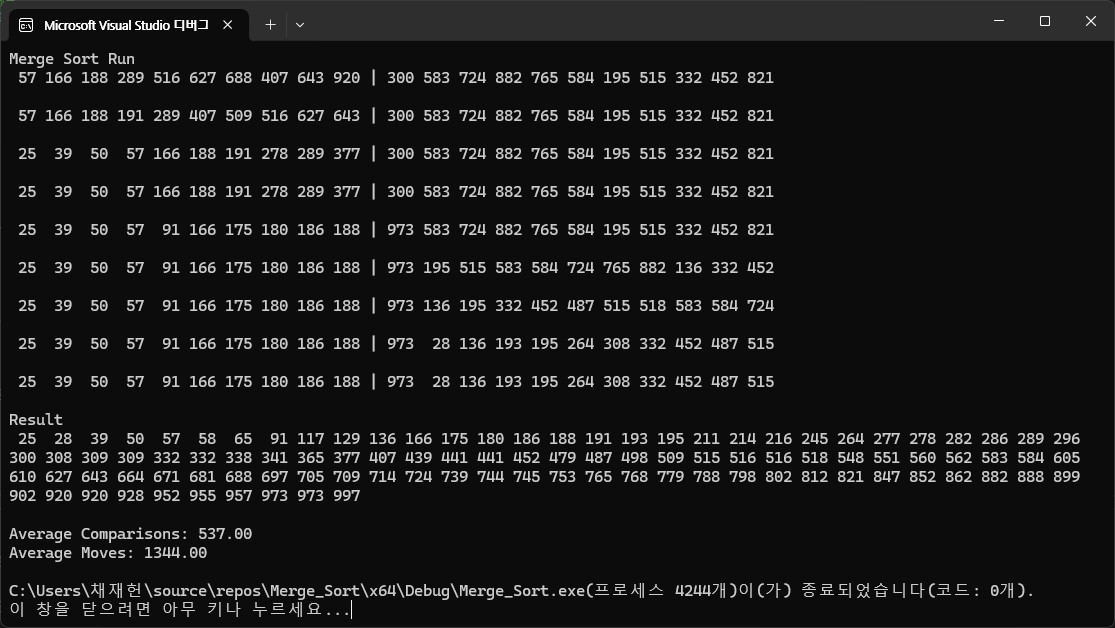 Microsoft Visual Studio 디버그
Merge Sort Run
57 166 188 289 516 627 688 407 643 920 | 300 583 724 882 765 584 195 515 332 452 821
57 166 188 191 289 407 509 516 627 643 | 300 583 724 882 765 584 195 515 332 452 821
25 39 50 57 166 188 191 278 289 377 | 300 583 724 882 765 584 195 515 332 452 821
25 39 50 57 166 188 191 278 289 377 | 300 583 724 882 765 584 195 515 332 452 821
25 39 50 57 91 166 175 180 186 188 | 973 583 724 882 765 584 195 515 332 452 821
25 39 50 57 91 166 175 180 186 188 | 973 195 515 583 584 724 765 882 136 332 452
25 39 50 57 91 166 175 180 186 188 | 973 136 195 332 452 487 515 518 583 584 724
25 39 50 57 91 166 175 180 186 188 | 973 28 136 193 195 264 308 332 452 487 515
25 39 50 57 91 166 175 180 186 188 | 973 28 136 193 195 264 308 332 452 487 515
Result
25 28 39 50 57 58 65 91 117 129 136 166 175 180 186 188 191 193 195 211 214 216 245 264 277 278 282 286 289 296
300 308 309 309 332 332 338 341 365 377 407 439 441 441 452 479 487 498 509 515 516 516 518 548 551 560 562 583 584 605
610 627 643 664 671 681 688 697 705 709 714 724 739 744 745 753 765 768 779 788 798 802 812 821 847 852 862 882 888 899
902 920 920 928 952 955 957 973 973 997
Average Comparisons: 537.00
Average Moves: 1344.00
C:\Users\채재헌\source\repos\Merge_Sort\x64\Debug\Merge_Sort.exe(프로세스 4244개)이(가) 종료되었습니다(코드: 0개).
이 창을 닫으려면 아무 키나 누르세요...